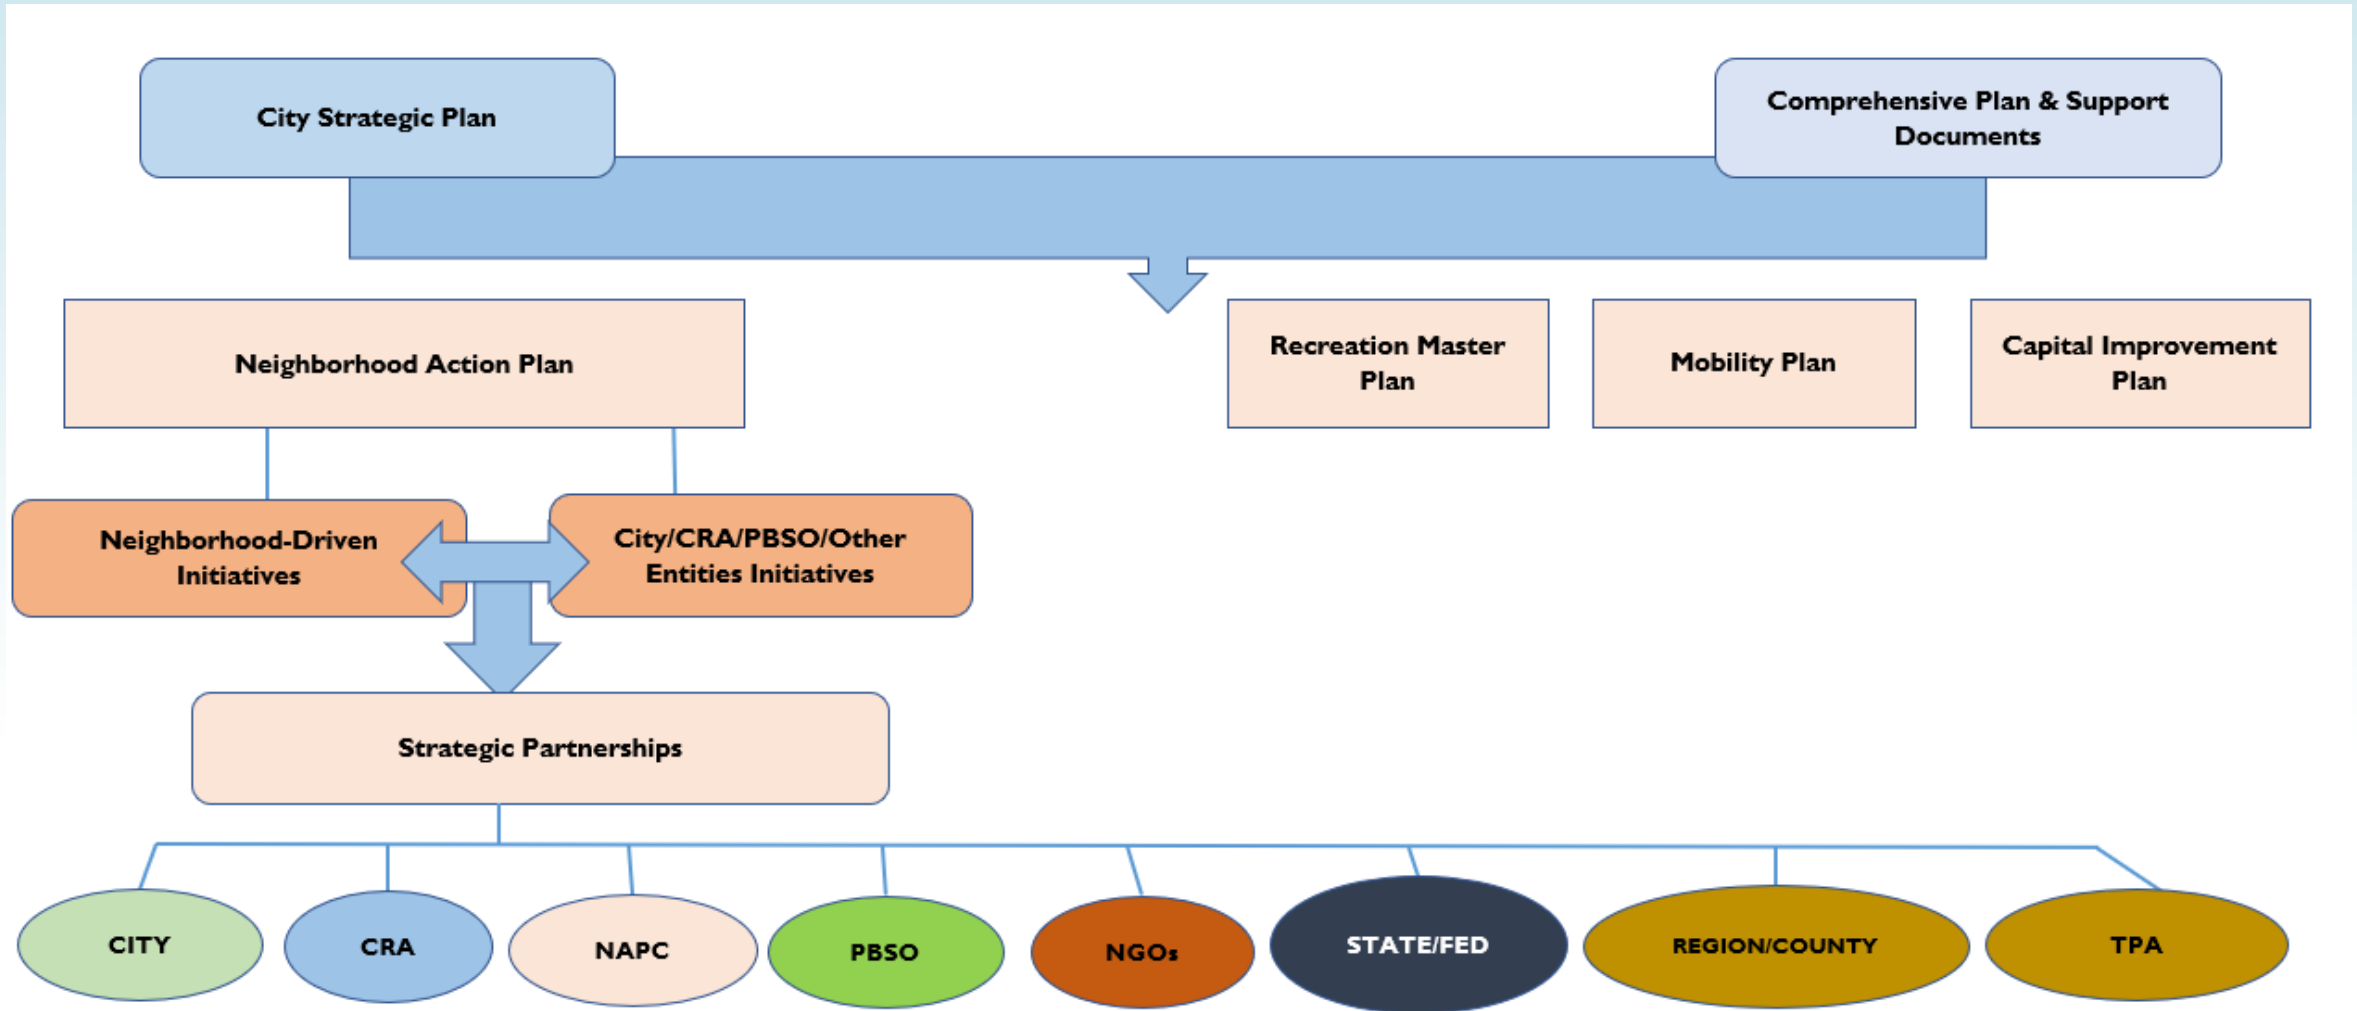 City Strategic Plan
Comprehensive Plan & Support
Documents
Neighborhood Action Plan
Recreation Master
Plan
Mobility Plan
Capital Improvement
Plan
Neighborhood-Driven
Initiatives
City/CRA/PBSO/Other
Entities Initiatives
Strategic Partnerships
CITY
CRA
NAPC
PBSO
NGOs
STATE/FED
REGION/COUNTY
TPA